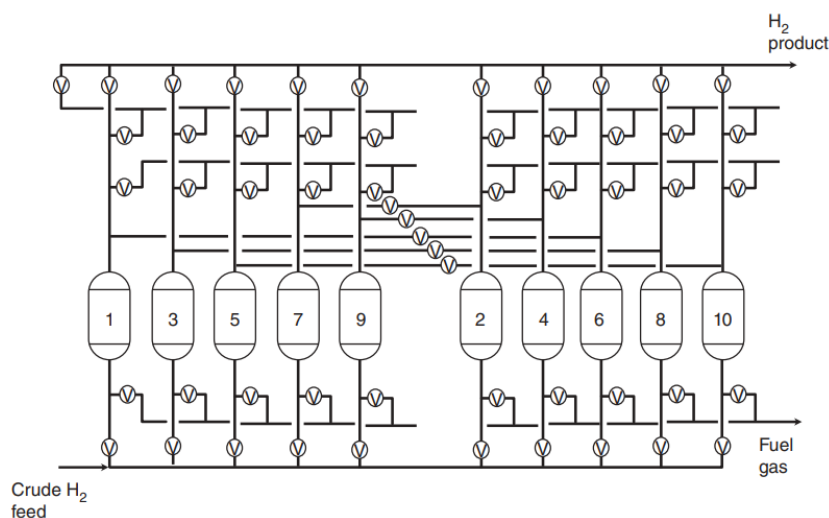 H₂
product
V V V V V V V V V V V
V V V V V V V V V V
V V V V V V V V V V
V
V
V
V
V
1 3 5 7 9 2 4 6 8 10
V V V V V V V V V V
V V V V V V V V V V
Fuel
gas
Crude H₂
feed